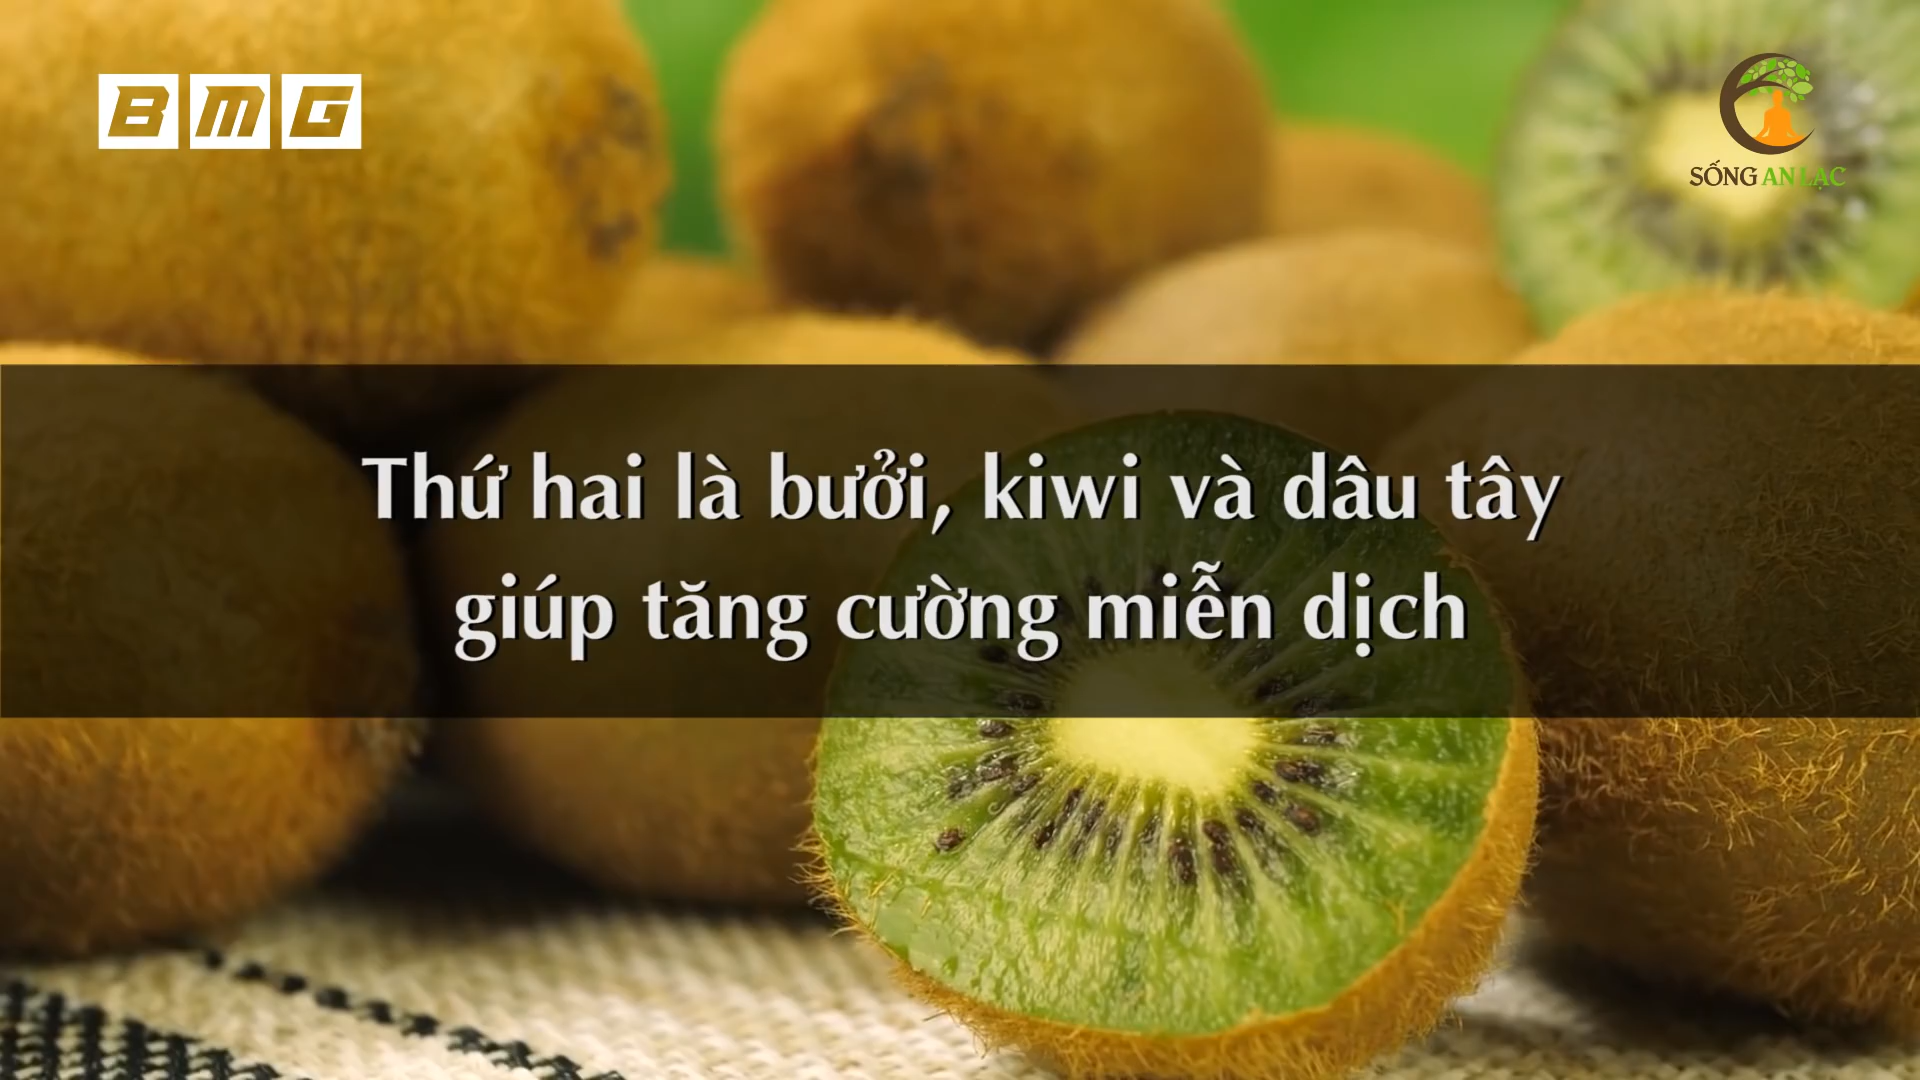 BMG
SỐNG AN LẠC
Thứ hai là bưởi, kiwi và dâu tây
giúp tăng cường miễn dịch